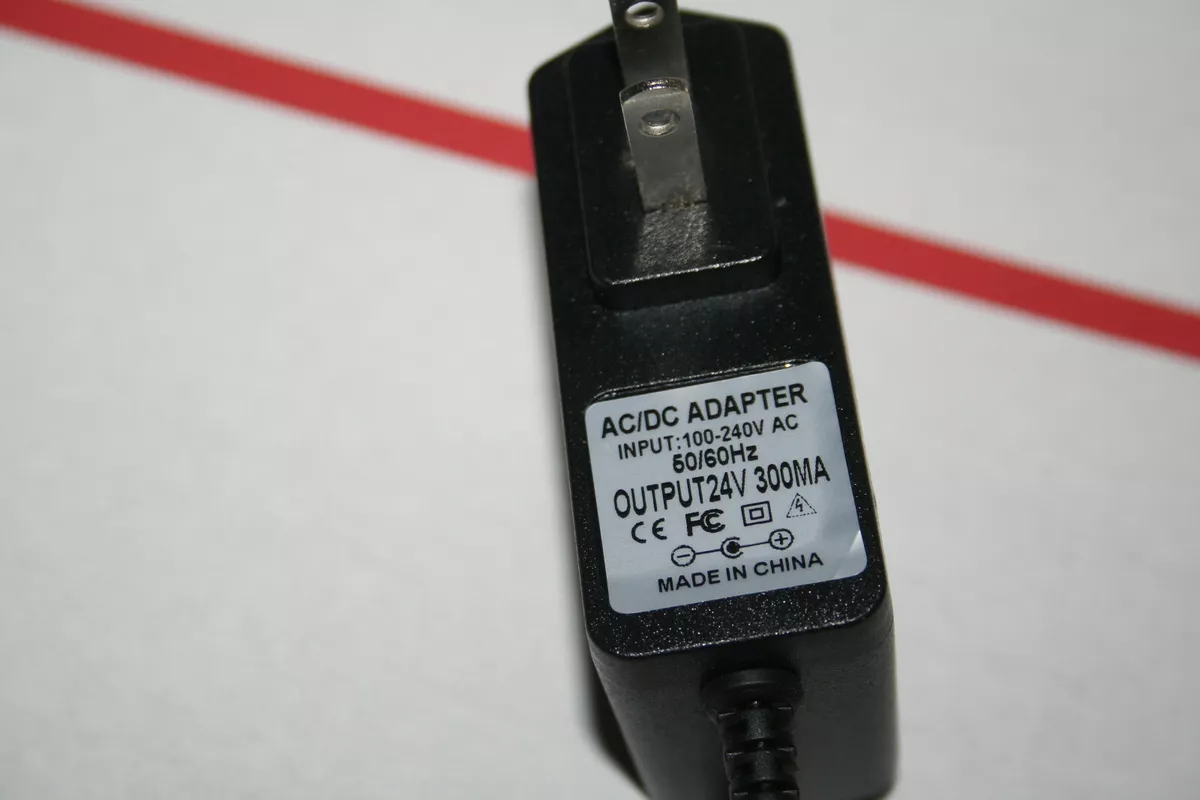 AC/DC ADAPTER
INPUT:100-240V AC
50/60Hz
OUTPUT24V 300MA
CE FC
MADE IN CHINA